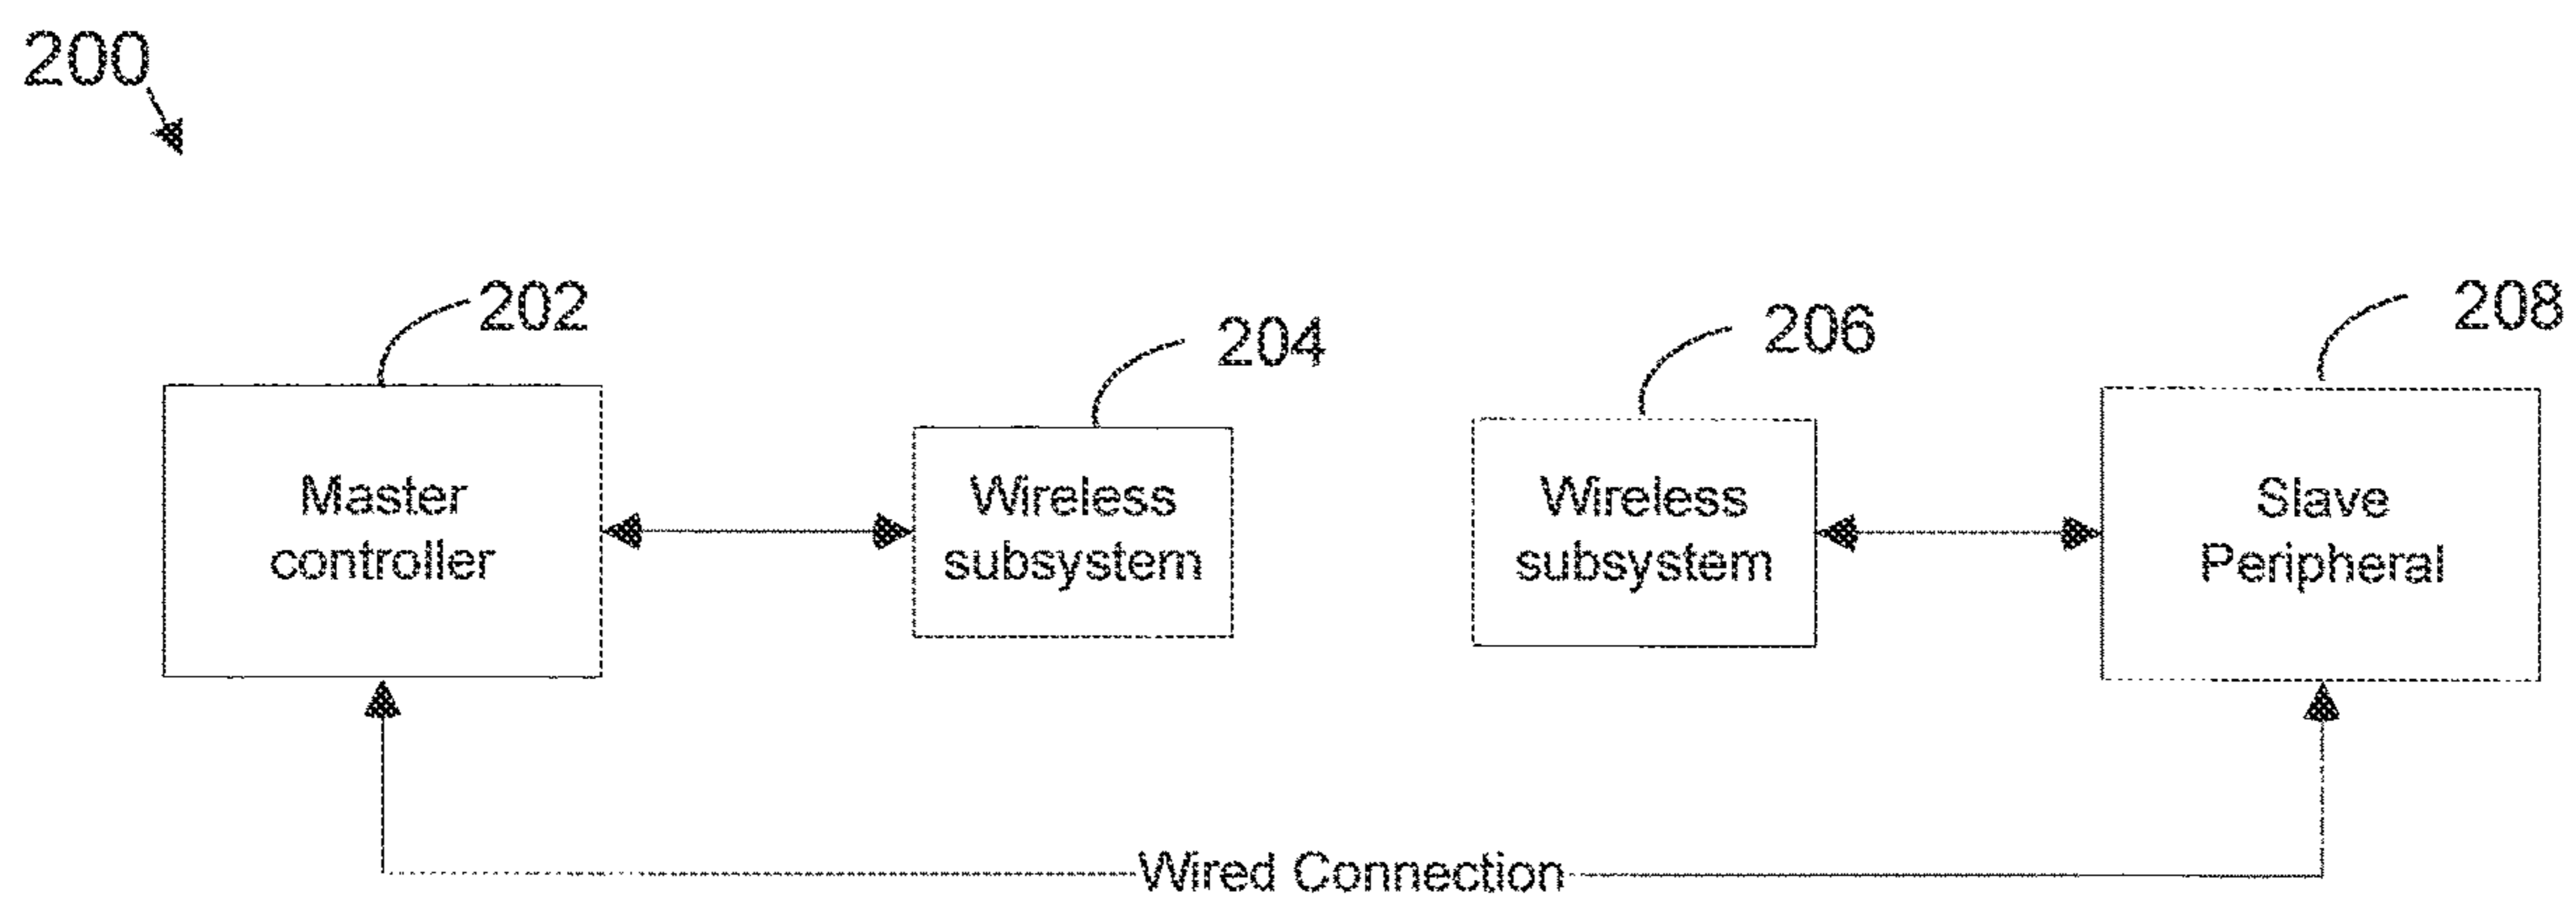 200
202
204
206
208
Master
controller
Wireless
subsystem
Wireless
subsystem
Slave
Peripheral
Wired Connection